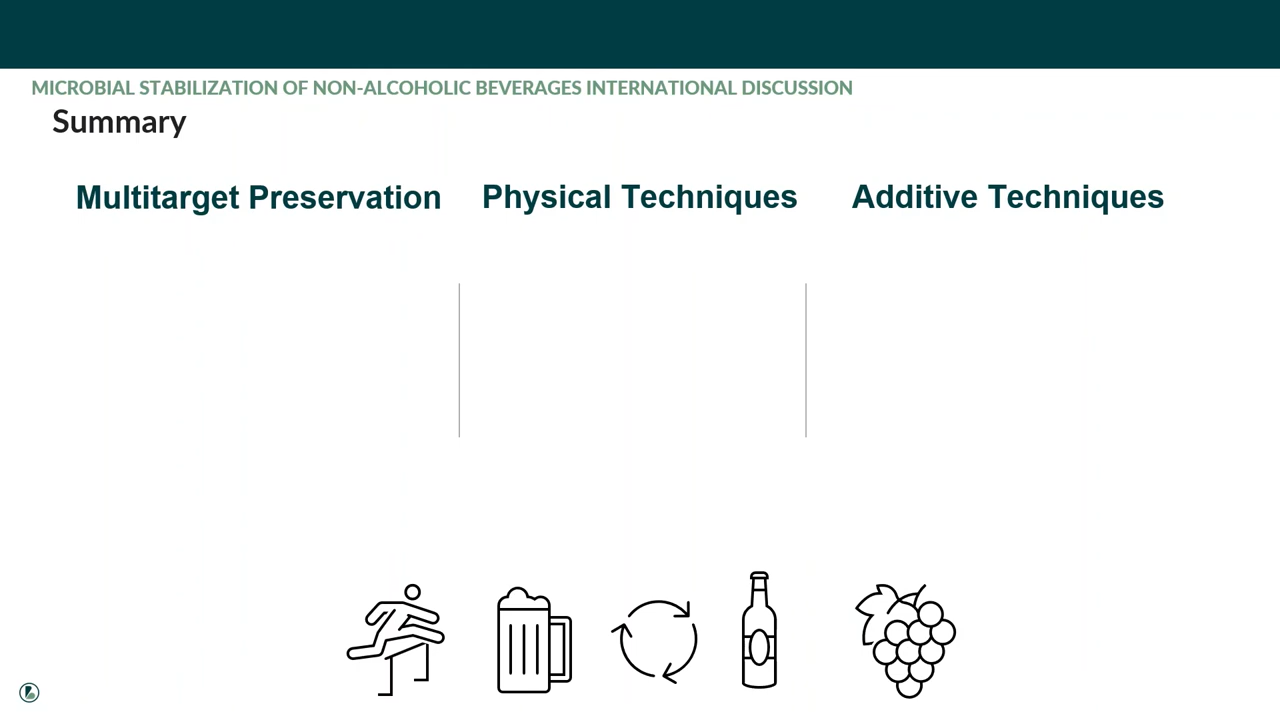 MICROBIAL STABILIZATION OF NON-ALCOHOLIC BEVERAGES INTERNATIONAL DISCUSSION
Summary
Multitarget Preservation
Physical Techniques
Additive Techniques